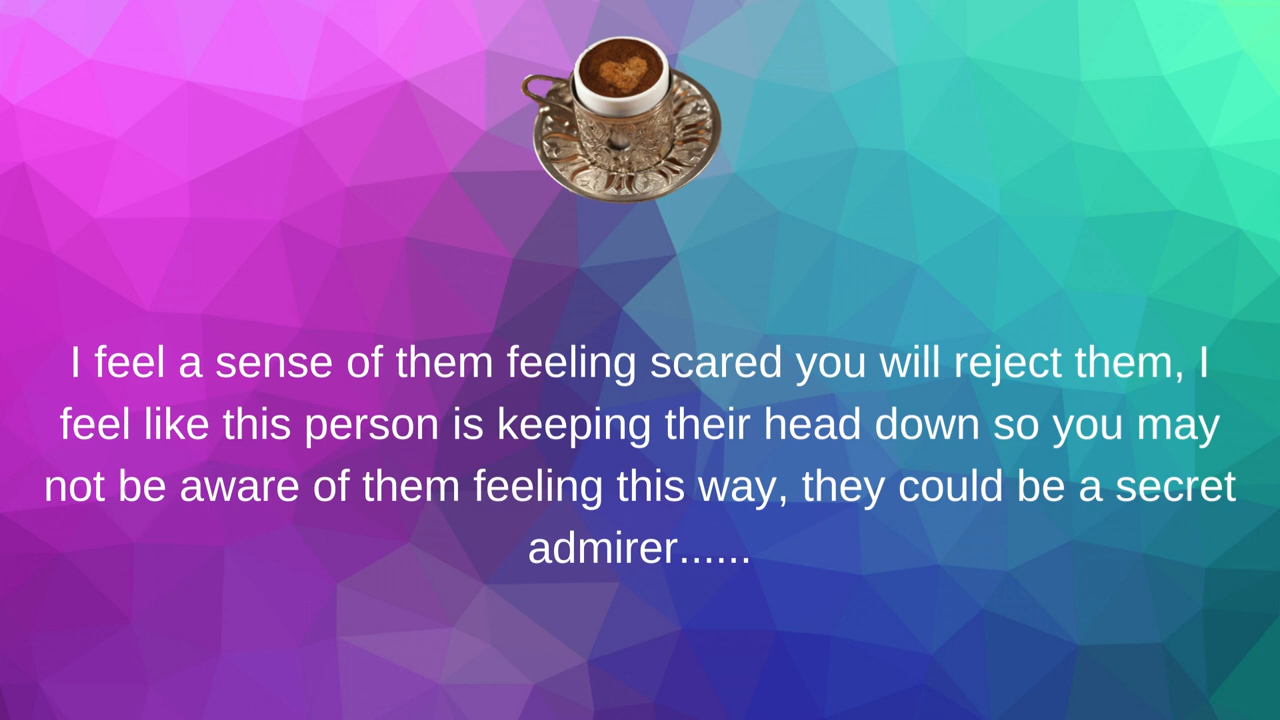 I feel a sense of them feeling scared you will reject them, I
feel like this person is keeping their head down so you may
not be aware of them feeling this way, they could be a secret
admirer......